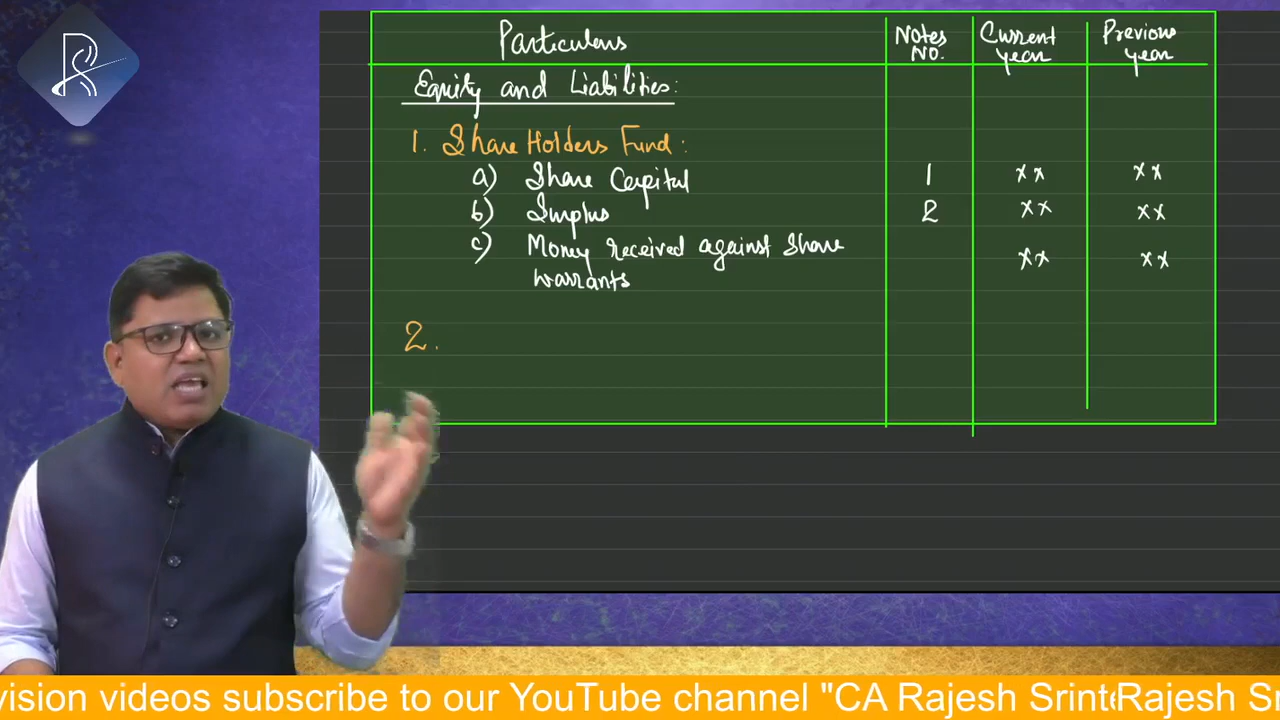 Particulars Notes No. Current year Previous year
Equity and Liabilities:
1. Share Holders Fund:
a) Share Capital 1 xx xx
b) Surplus 2 xx xx
c) Money received against Share xx xx
warrants
2.
vision videos subscribe to our YouTube channel "CA Rajesh Srint Rajesh Sr